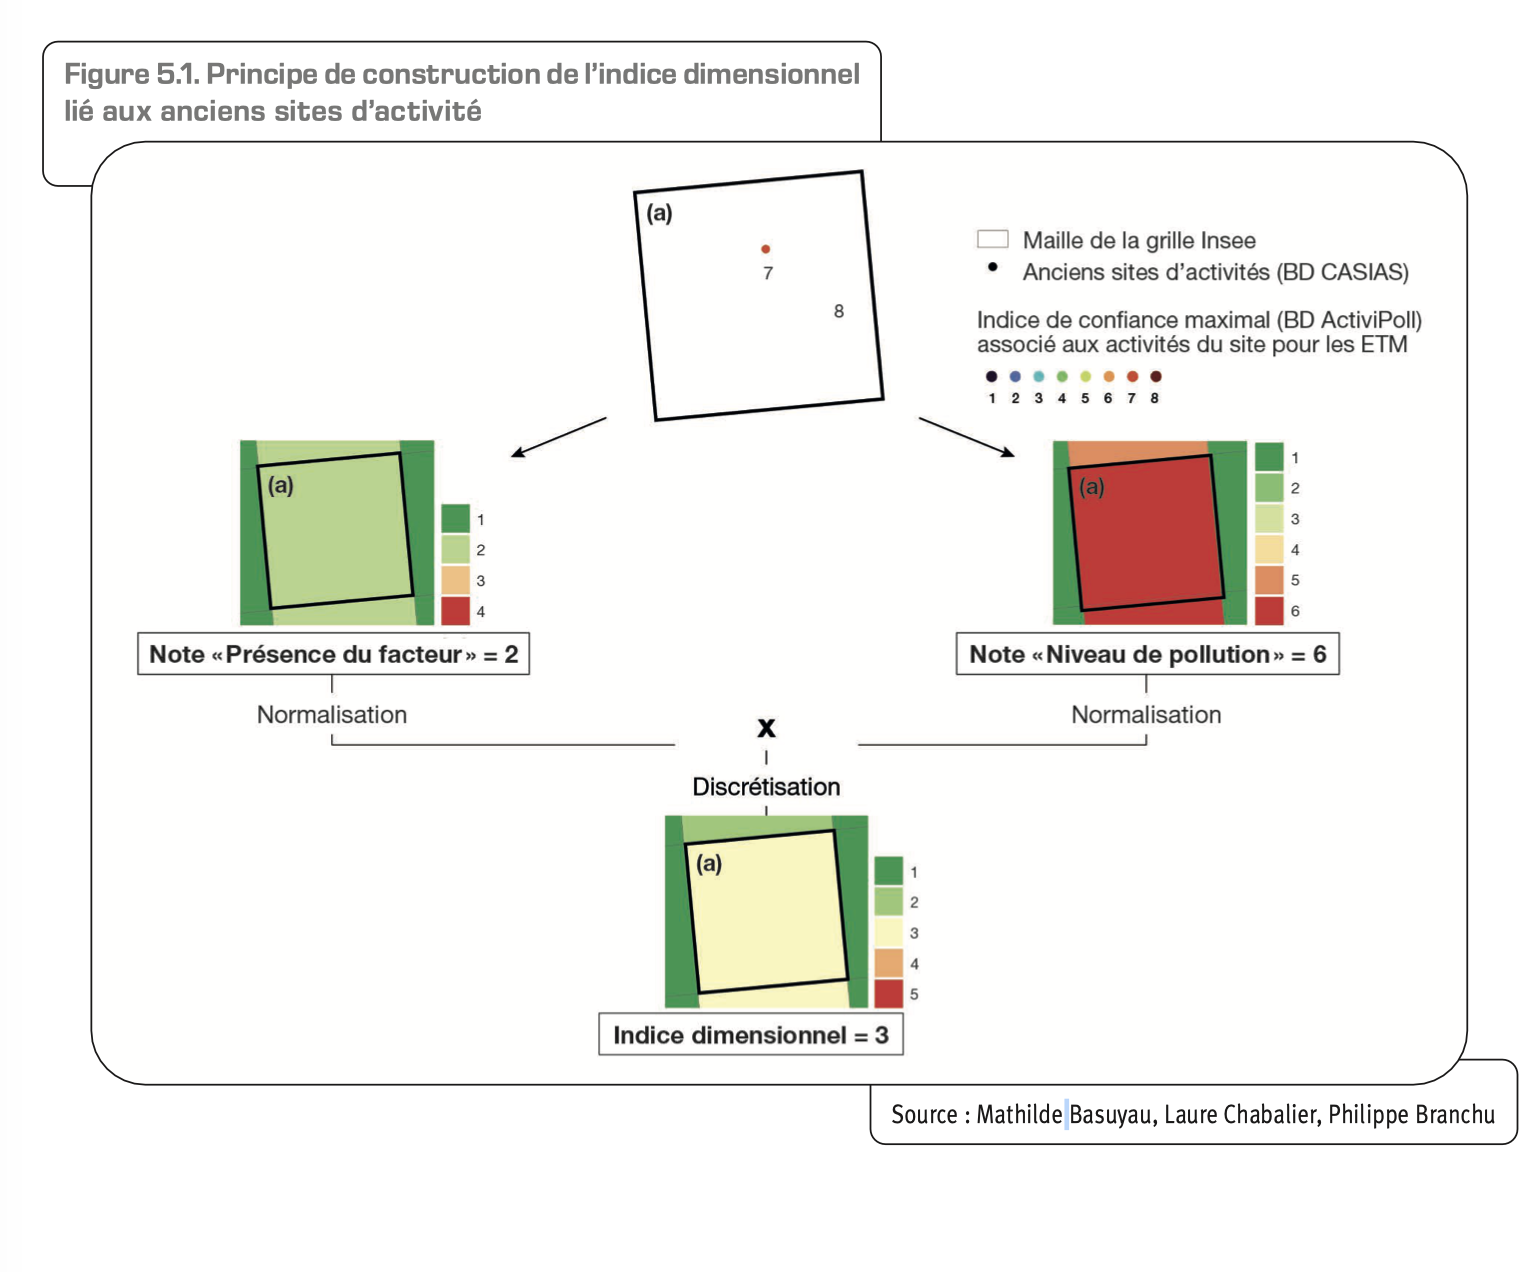 Figure 5.1. Principe de construction de l’indice dimensionnel
lié aux anciens sites d’activité
(a)
7
8
Maille de la grille Insee
Anciens sites d’activités (BD CASIAS)
Indice de confiance maximal (BD ActiviPoll)
associé aux activités du site pour les ETM
1 2 3 4 5 6 7 8
(a)
1
2
3
4
Note «Présence du facteur» = 2
Normalisation
(a)
1
2
3
4
5
6
Note «Niveau de pollution» = 6
Normalisation
x
Discrétisation
(a)
1
2
3
4
5
Indice dimensionnel = 3
Source : Mathilde Basuyau, Laure Chabalier, Philippe Branchu